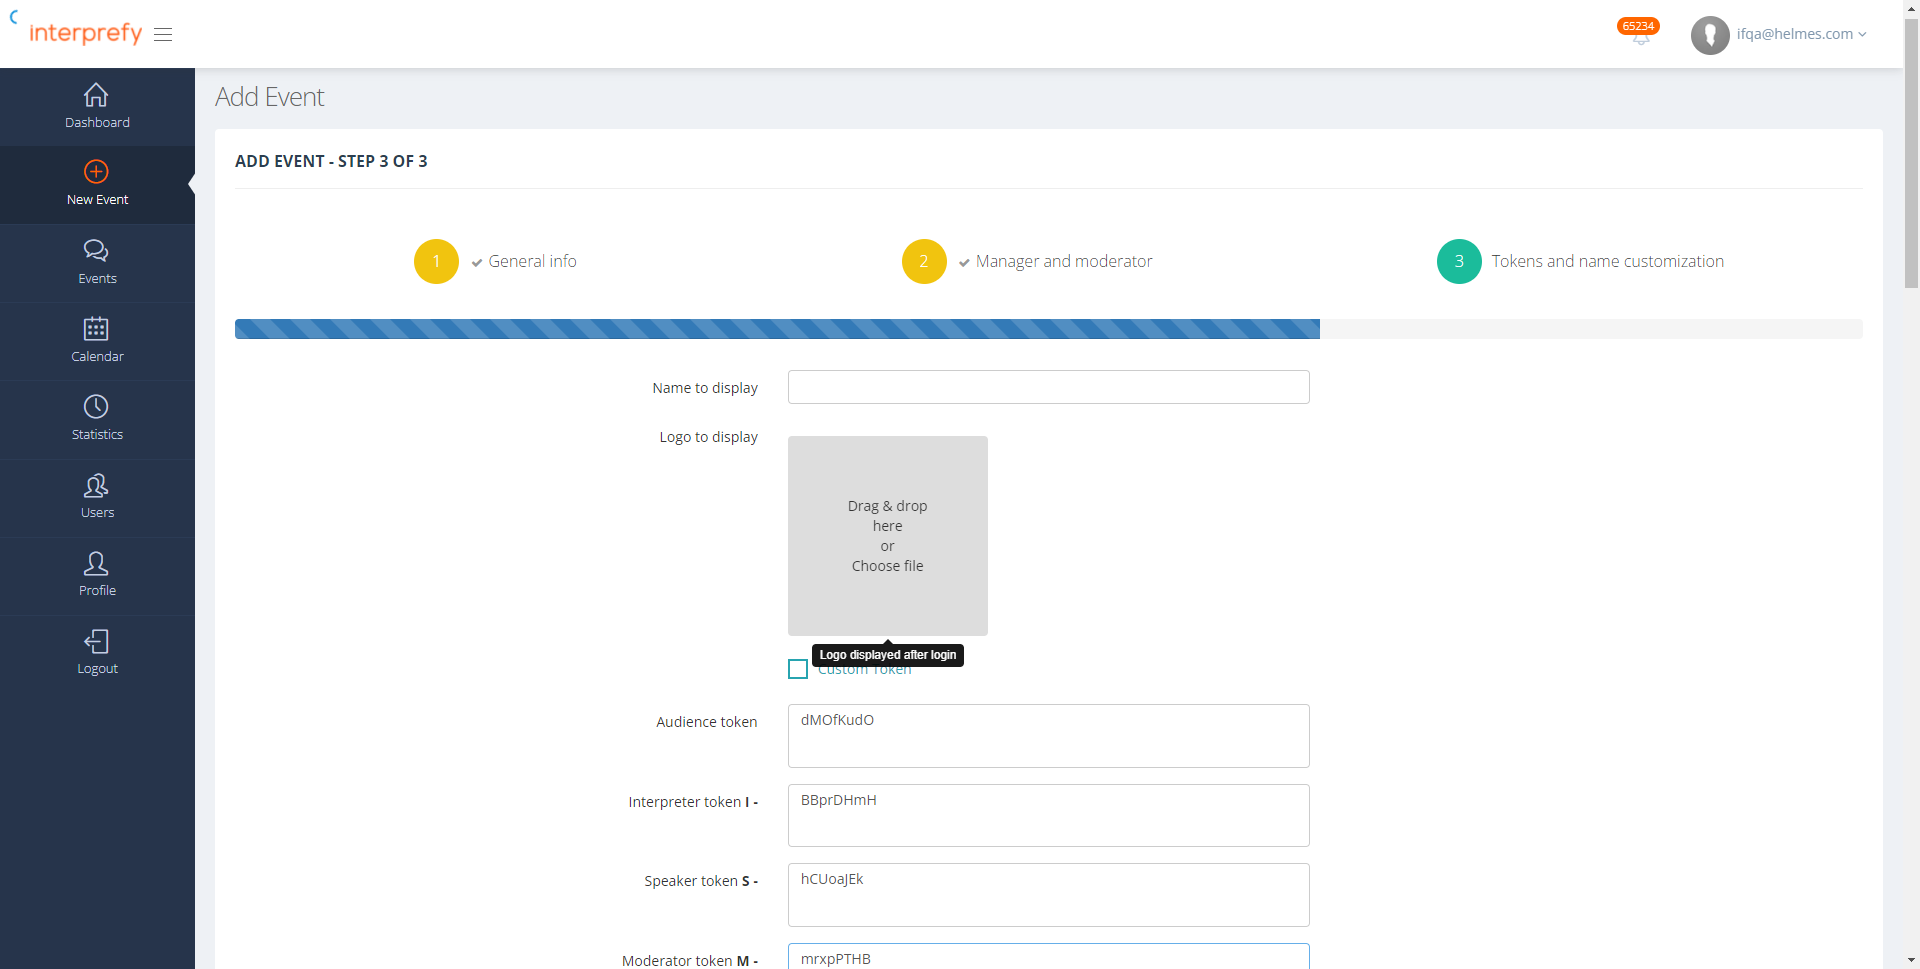 interprefy
65234
ifqa@helmes.com
Dashboard
New Event
Events
Calendar
Statistics
Users
Profile
Logout
Add Event
ADD EVENT - STEP 3 OF 3
1 General info
2 Manager and moderator
3 Tokens and name customization
Name to display
Logo to display
Drag & drop
here
or
Choose file
Logo displayed after login
Custom Token
Audience token
dMOfKudO
Interpreter token I -
BBprDHmH
Speaker token S -
hCUoaJEk
Moderator token M -
mrxpPTHB